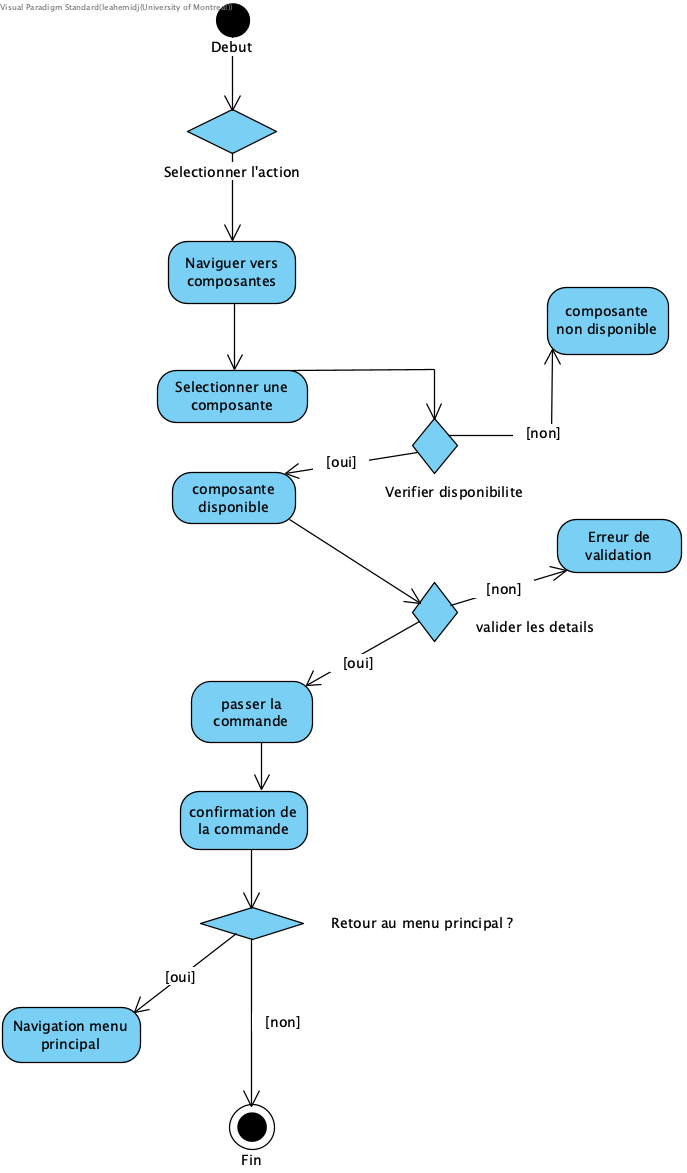 Visual Paradigm Standard(leahemidj(University of Montreal))
Debut
Selectionner l'action
Naviguer vers
composantes
composante
non disponible
Selectionner une
composante
[non]
[oui]
composante
disponible
Verifier disponibilite
Erreur de
validation
[non]
valider les details
[oui]
passer la
commande
confirmation de
la commande
Retour au menu principal ?
[oui]
Navigation menu
principal
[non]
Fin